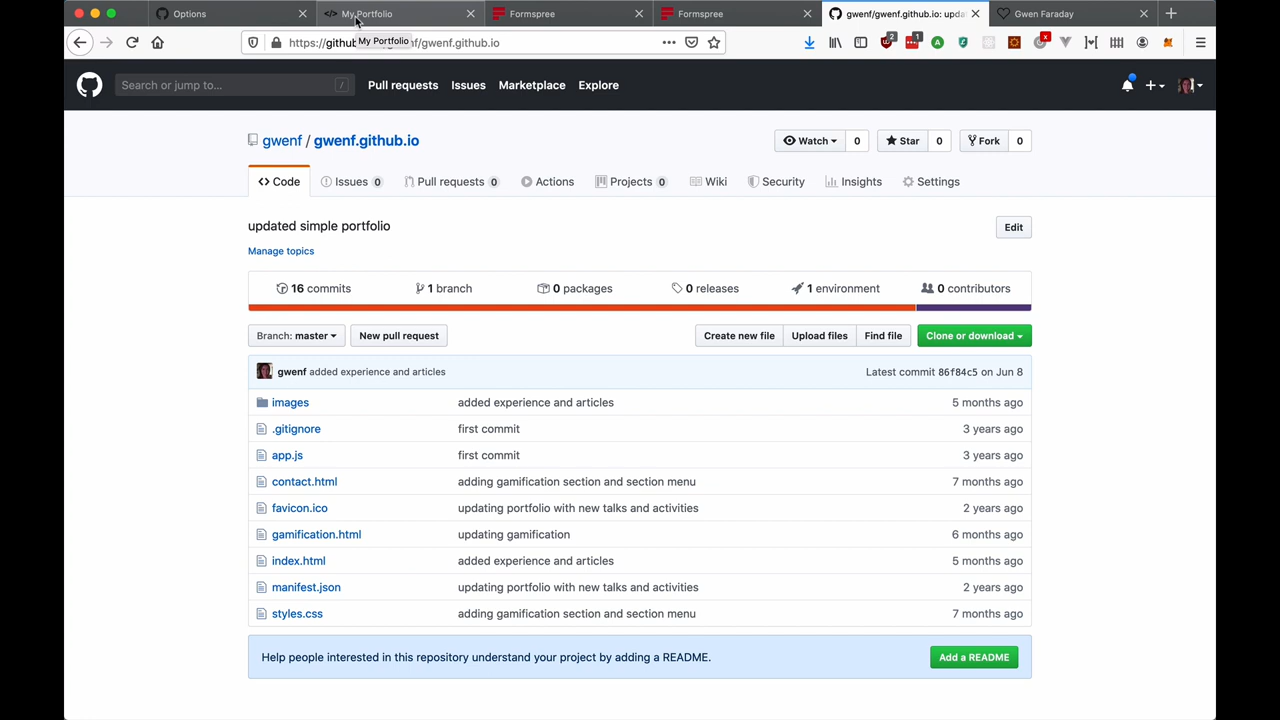 Options
My Portfolio
Formspree
Formspree
gwenf/gwenf.github.io: upda
Gwen Faraday
My Portfolio
2
1
x
A
Search or jump to...
/
Pull requests
Issues
Marketplace
Explore
gwenf / gwenf.github.io
Watch 0
Star 0
Fork 0
Code
Issues 0
Pull requests 0
Actions
Projects 0
Wiki
Security
Insights
Settings
updated simple portfolio
Edit
Manage topics
16 commits
1 branch
0 packages
0 releases
1 environment
0 contributors
Branch: master
New pull request
Create new file
Upload files
Find file
Clone or download
gwenf added experience and articles
Latest commit 86f84c5 on Jun 8
images added experience and articles 5 months ago
.gitignore first commit 3 years ago
app.js first commit 3 years ago
contact.html adding gamification section and section menu 7 months ago
favicon.ico updating portfolio with new talks and activities 2 years ago
gamification.html updating gamification 6 months ago
index.html added experience and articles 5 months ago
manifest.json updating portfolio with new talks and activities 2 years ago
styles.css adding gamification section and section menu 7 months ago
Help people interested in this repository understand your project by adding a README.
Add a README